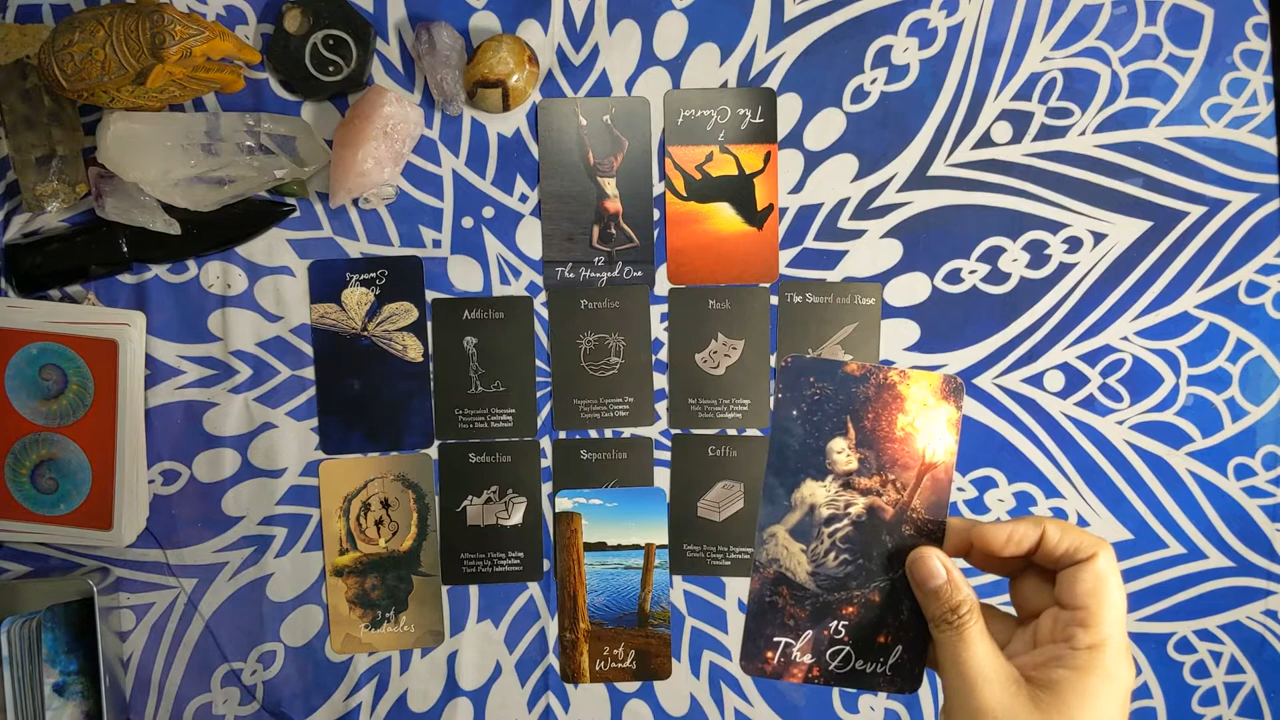 The Chariot
7
12
The Hanged One
10 of
Swords
Addiction
Co-Dependent, Obsession,
Possession, Controlling,
Has a Block, Restraint
Paradise
Happiness, Expansion, Joy,
Playfulness, Oneness,
Enjoying Each Other
Mask
Not Showing True Feelings,
Hide, Persona, Pretend,
Delude, Gaslighting
The Sword and Rose
Seduction
Attraction, Flirting, Dating,
Hooking Up, Temptation,
Third Party Interference
Separation
Coffin
Endings Bring New Beginnings,
Growth, Change, Liberation,
Transition
3 of
Pentacles
2 of
Wands
15
The Devil